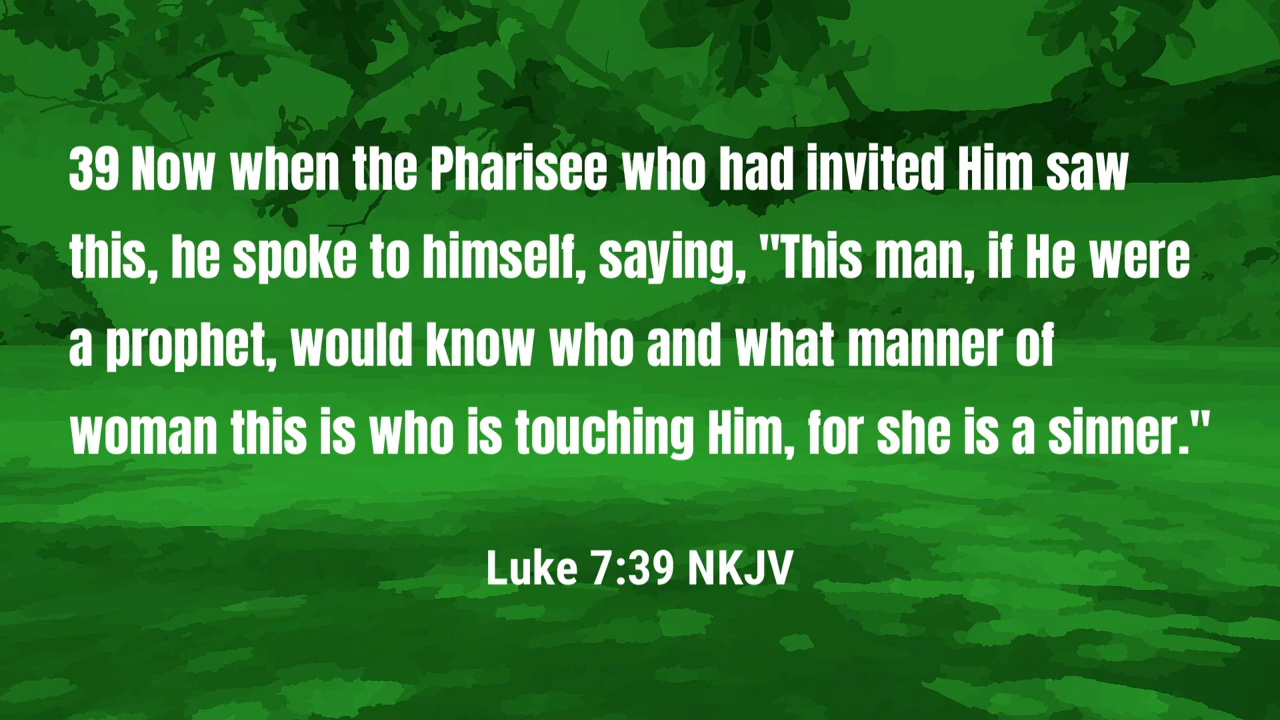 39 Now when the Pharisee who had invited Him saw
this, he spoke to himself, saying, "This man, if He were
a prophet, would know who and what manner of
woman this is who is touching Him, for she is a sinner."
Luke 7:39 NKJV